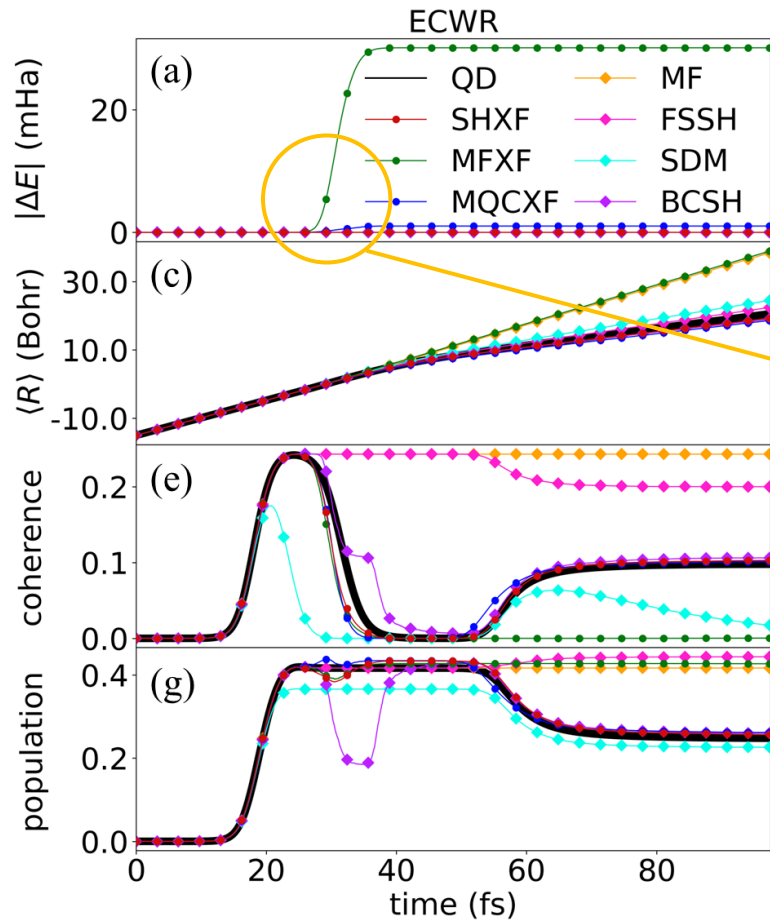 ECWR
(a)
QD
MF
SHXF
FSSH
MFXF
SDM
MQCXF
BCSH
20
0
|ΔE| (mHa)
(c)
30.0
10.0
-10.0
⟨R⟩ (Bohr)
(e)
0.2
0.1
0.0
coherence
(g)
0.4
0.2
0.0
population
0 20 40 60 80
time (fs)